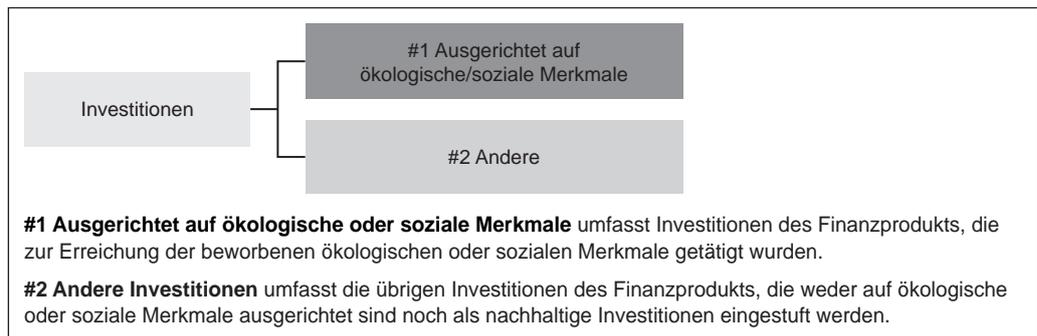 #1 Ausgerichtet auf
ökologische/soziale Merkmale
Investitionen
#2 Andere
#1 Ausgerichtet auf ökologische oder soziale Merkmale umfasst Investitionen des Finanzprodukts, die
zur Erreichung der beworbenen ökologischen oder sozialen Merkmale getätigt wurden.
#2 Andere Investitionen umfasst die übrigen Investitionen des Finanzprodukts, die weder auf ökologische
oder soziale Merkmale ausgerichtet sind noch als nachhaltige Investitionen eingestuft werden.